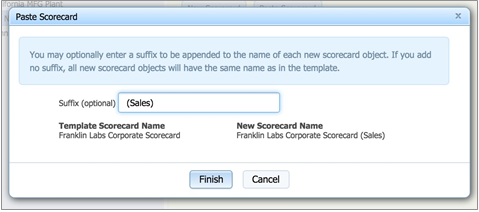 ifornia MFG Plant
Paste Scorecard
You may optionally enter a suffix to be appended to the name of each new scorecard object. If you add
no suffix, all new scorecard objects will have the same name as in the template.
Suffix (optional) (Sales)
Template Scorecard Name New Scorecard Name
Franklin Labs Corporate Scorecard Franklin Labs Corporate Scorecard (Sales)
Finish Cancel